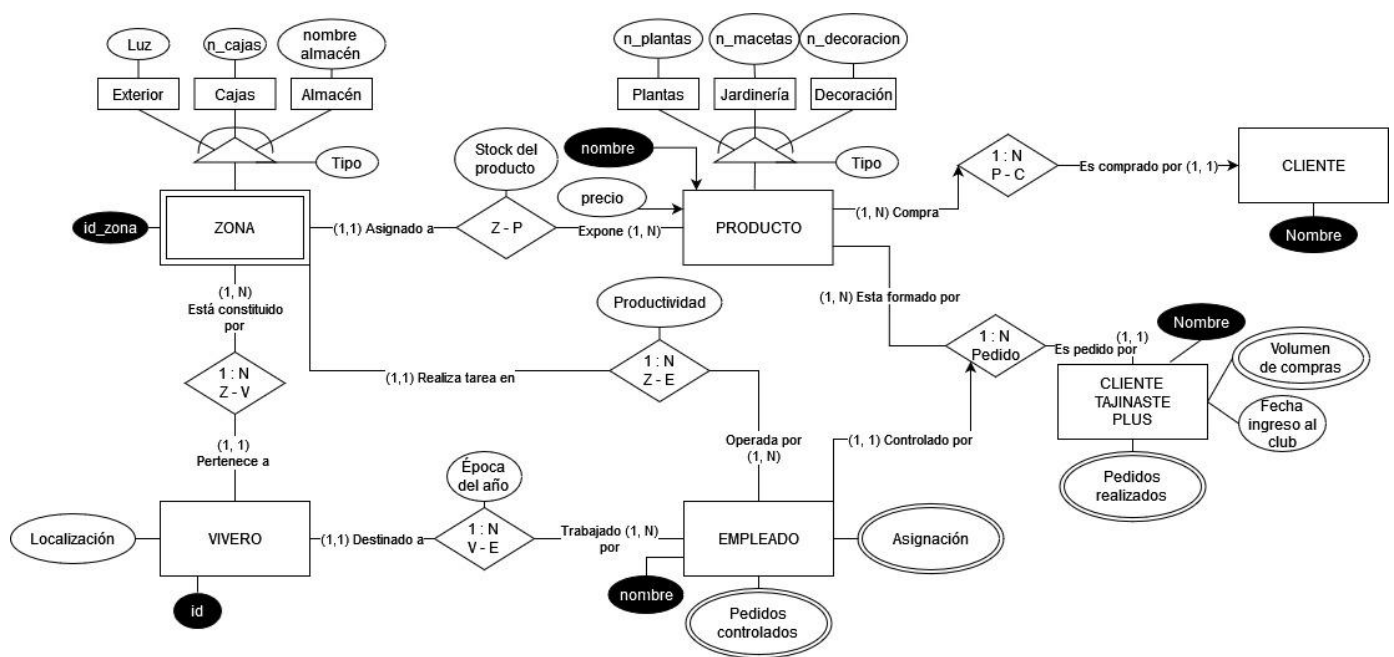 Luz
n_cajas
nombre
almacén
n_plantas
n_macetas
n_decoracion
Exterior
Cajas
Almacén
Plantas
Jardinería
Decoración
Tipo
Stock del
producto
nombre
Tipo
1 : N
P - C
Es comprado por (1, 1)
CLIENTE
precio
id_zona
ZONA
(1,1) Asignado a
Z - P
Expone (1, N)
PRODUCTO
(1, N) Compra
Nombre
(1, N)
Está constituido
por
Productividad
(1, N) Esta formado por
1 : N
Pedido
(1, 1)
Es pedido por
Nombre
Volumen
de compras
1 : N
Z - V
(1,1) Realiza tarea en
1 : N
Z - E
CLIENTE
TAJINASTE
PLUS
Fecha
ingreso al
club
(1, 1)
Pertenece a
Operada por
(1, N)
(1, 1) Controlado por
Pedidos
realizados
Época
del año
Localización
VIVERO
(1,1) Destinado a
1 : N
V - E
Trabajado (1, N)
por
EMPLEADO
Asignación
id
nombre
Pedidos
controlados